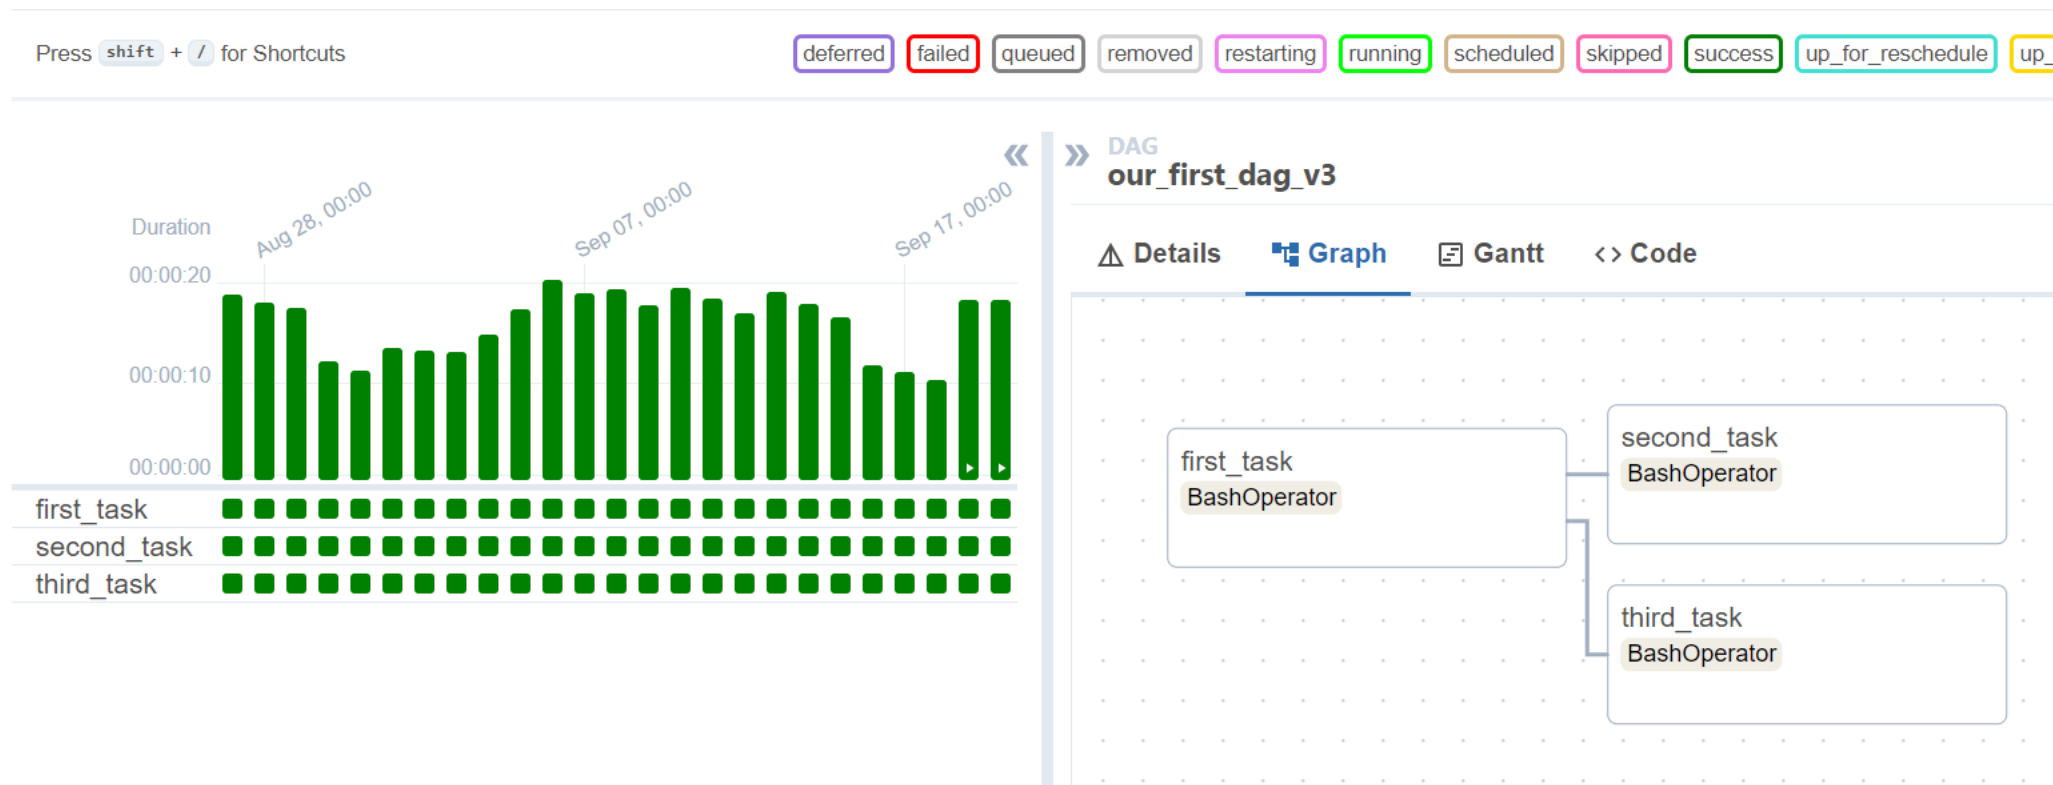 Press shift + / for Shortcuts
deferred failed queued removed restarting running scheduled skipped success up_for_reschedule up_
Duration
Aug 28, 00:00
Sep 07, 00:00
Sep 17, 00:00
00:00:20
00:00:10
00:00:00
first_task
second_task
third_task
DAG
our_first_dag_v3
Details Graph Gantt <> Code
first_task
BashOperator
second_task
BashOperator
third_task
BashOperator